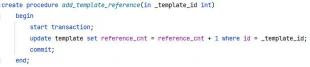 create procedure add_template_reference(in _template_id int)
begin
start transaction;
update template set reference_cnt = reference_cnt + 1 where id = _template_id;
commit;
end;